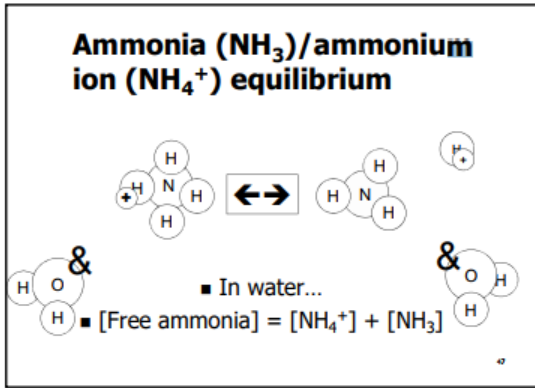 Ammonia (NH₃)/ammonium
ion (NH₄⁺) equilibrium
H
H N H
+
H
←→
H
H N
H
H
+
&
H O
H
&
O H
H
▪ In water...
▪ [Free ammonia] = [NH₄⁺] + [NH₃]
47